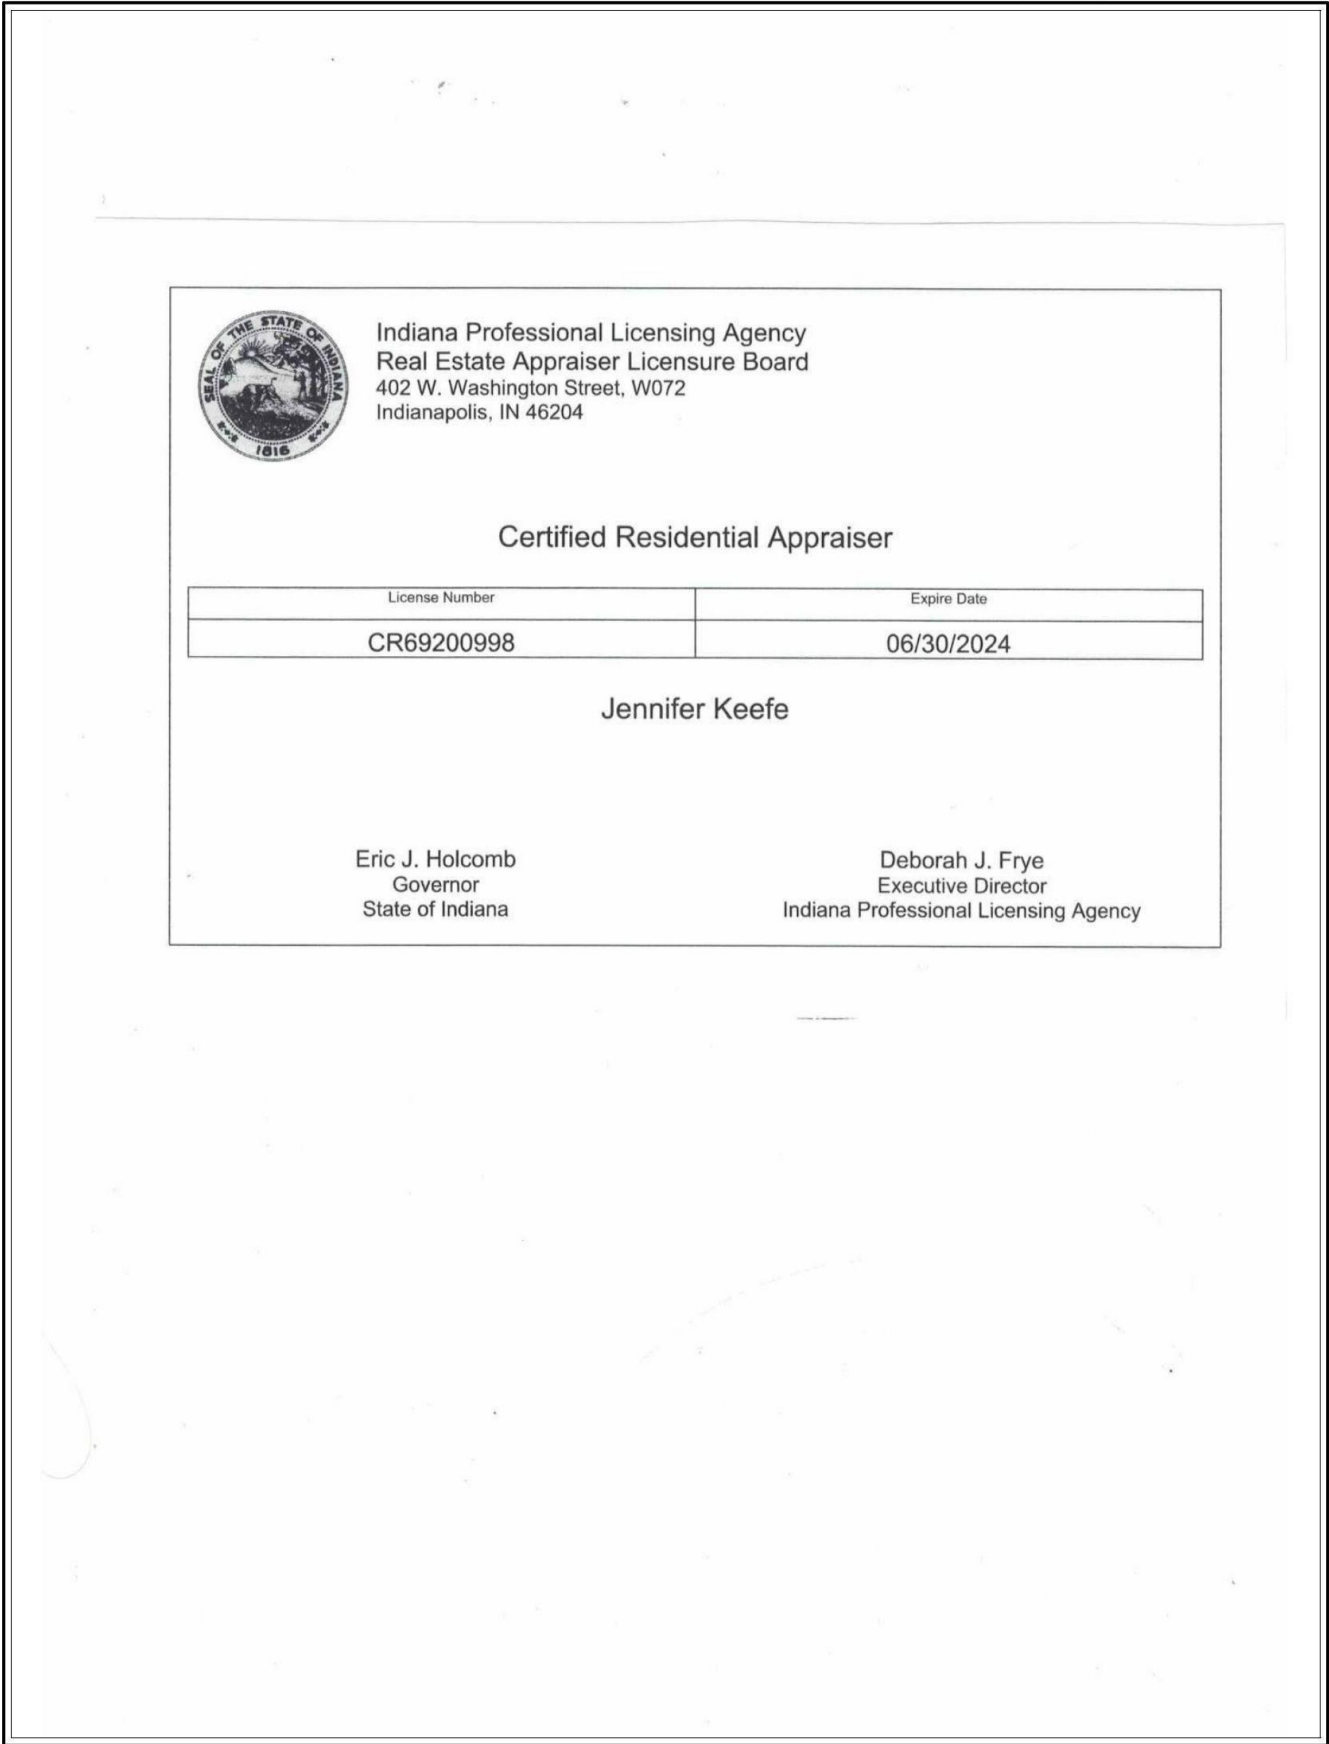 SEAL OF THE STATE OF INDIANA
1816
Indiana Professional Licensing Agency
Real Estate Appraiser Licensure Board
402 W. Washington Street, W072
Indianapolis, IN 46204
Certified Residential Appraiser
License Number
Expire Date
CR69200998
06/30/2024
Jennifer Keefe
Eric J. Holcomb
Governor
State of Indiana
Deborah J. Frye
Executive Director
Indiana Professional Licensing Agency